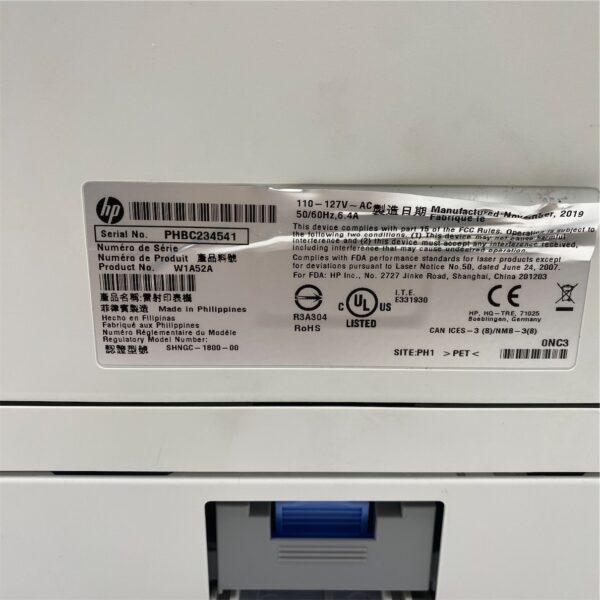 hp
110–127V~AC
50/60Hz,6.4A
製造日期 Manufactured-November, 2019
Fabriqué le
Serial No. PHBC234541
Numéro de Série
Numéro de Produit 產品料號
Product No. W1A52A
產品名稱:雷射印表機
菲律賓製造 Made in Philippines
Hecho en Filipinas
Fabriqué aux Philippines
Numéro Réglementaire du Modèle
Regulatory Model Number:
認證型號 SHNGC-1800-00
This device complies with part 15 of the FCC Rules. Operation is subject to
the following two conditions. (1) This device may not cause harmful
interference and (2) this device must accept any interference received,
including interference that may cause undesired operation.
Complies with FDA performance standards for laser products except
for deviations pursuant to Laser Notice No.50, dated June 24, 2007.
For FDA: HP Inc., No. 2727 Jinke Road, Shanghai, China 201203
R3A304
RoHS
C UL US
LISTED
I.T.E.
E331930
CE
HP, HQ-TRE, 71025
Boeblingen, Germany
CAN ICES-3 (B)/NMB-3(B)
0NC3
SITE:PH1 >PET<